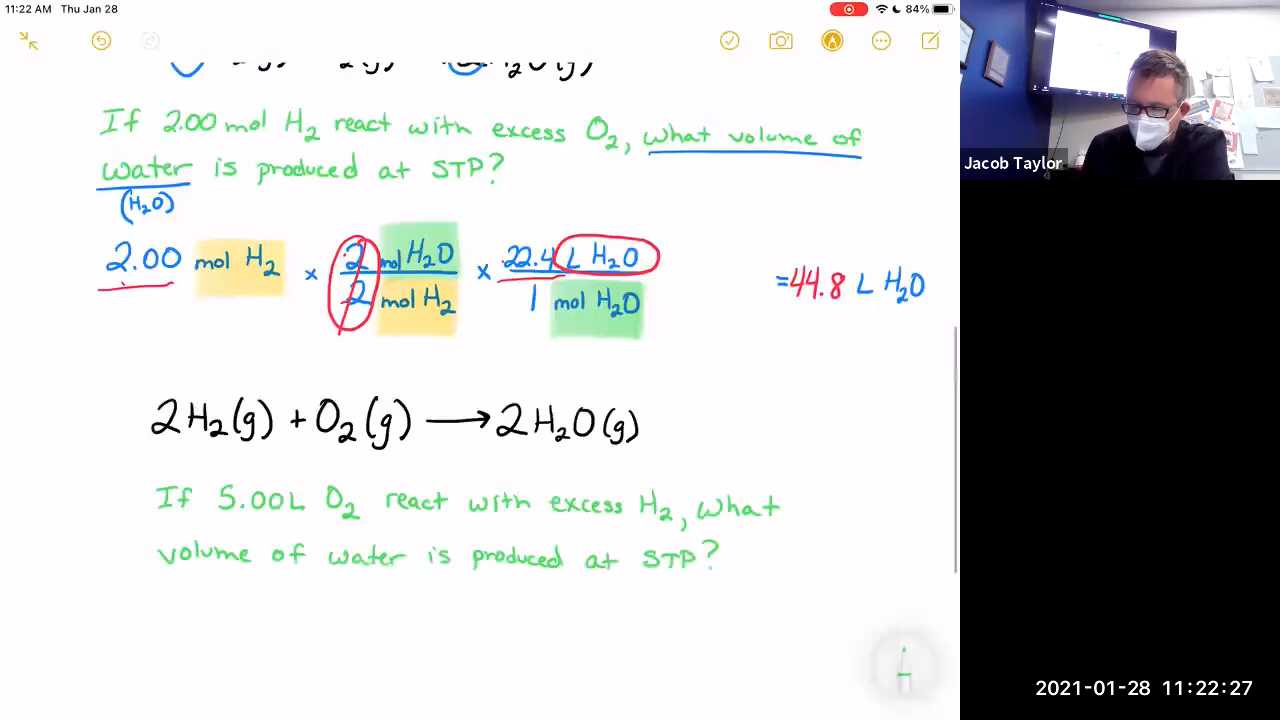 11:22 AM Thu Jan 28
84%
If 2.00 mol H₂ react with excess O₂, what volume of
water is produced at STP?
(H₂O)
2.00 mol H₂ × 2 mol H₂O / 2 mol H₂ × 22.4 L H₂O / 1 mol H₂O = 44.8 L H₂O
2H₂(g) + O₂(g) ⟶ 2H₂O(g)
If 5.00L O₂ react with excess H₂, what
volume of water is produced at STP?
Jacob Taylor
2021-01-28 11:22:27